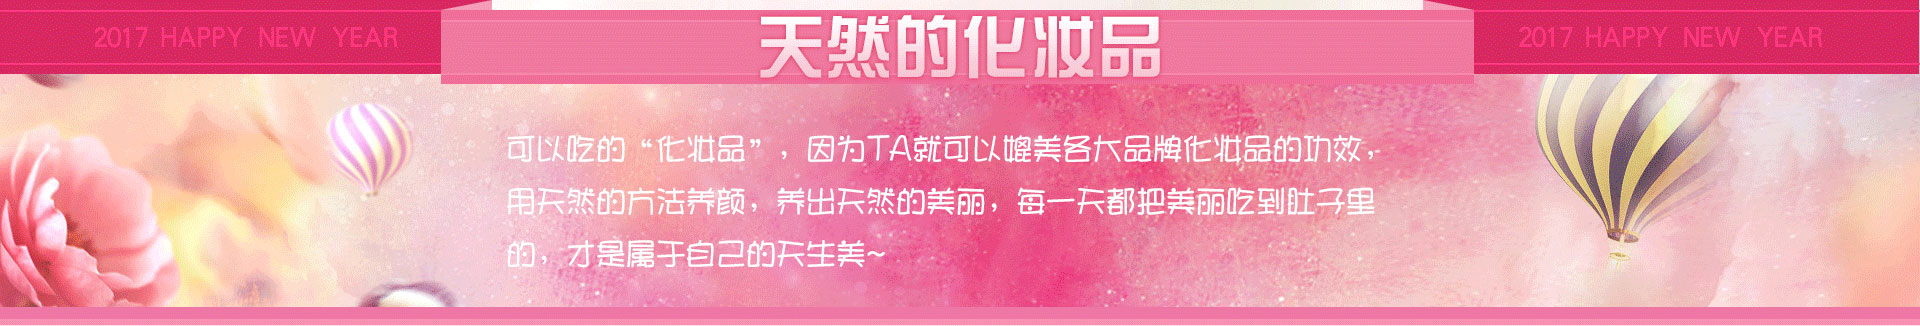 2017 HAPPY NEW YEAR
天然的化妆品
2017 HAPPY NEW YEAR
可以吃的“化妆品”，因为TA就可以媲美各大品牌化妆品的功效，
用天然的方法养颜，养出天然的美丽，每一天都把美丽吃到肚子里
的，才是属于自己的天生美~